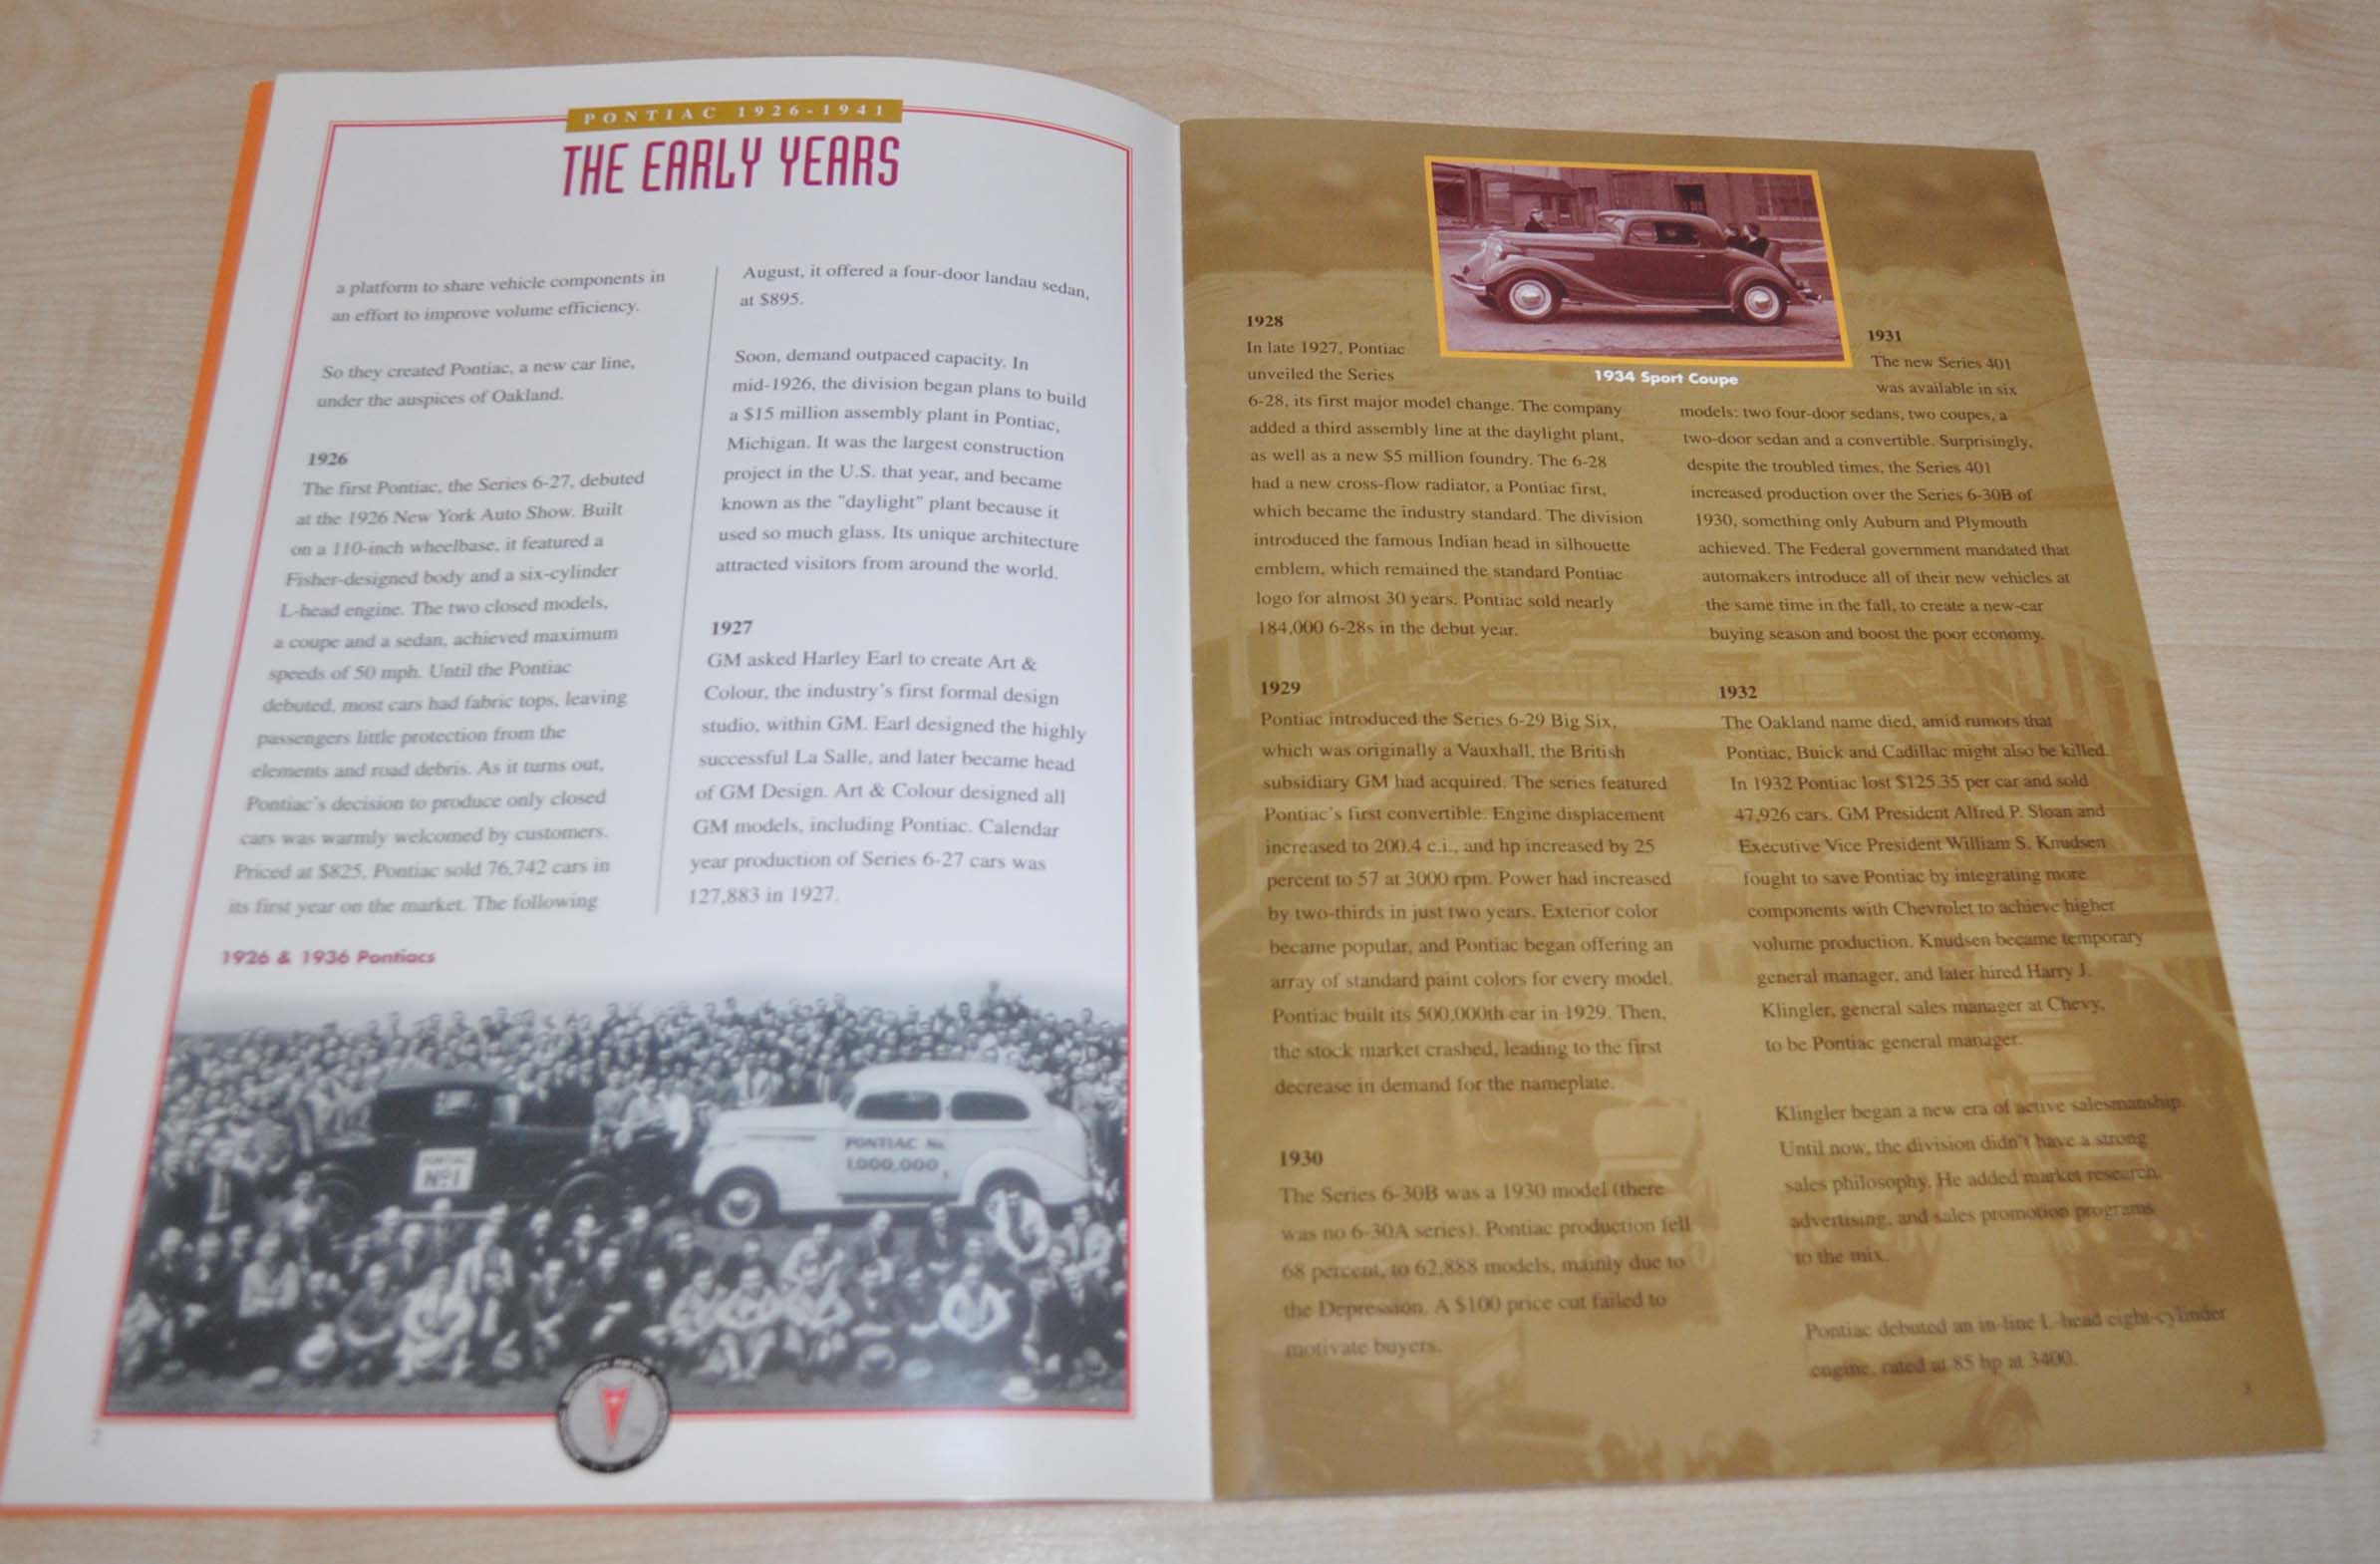 PONTIAC 1926-1941
THE EARLY YEARS
a platform to share vehicle components in
an effort to improve volume efficiency.
So they created Pontiac, a new car line,
under the auspices of Oakland.
1926
The first Pontiac, the Series 6-27, debuted
at the 1926 New York Auto Show. Built
on a 110-inch wheelbase, it featured a
Fisher-designed body and a six-cylinder
L-head engine. The two closed models,
a coupe and a sedan, achieved maximum
speeds of 50 mph. Until the Pontiac
debuted, most cars had fabric tops, leaving
passengers little protection from the
elements and road debris. As it turns out,
Pontiac's decision to produce only closed
cars was warmly welcomed by customers.
Priced at $825, Pontiac sold 76,742 cars in
its first year on the market. The following
August, it offered a four-door landau sedan,
at $895.
Soon, demand outpaced capacity. In
mid-1926, the division began plans to build
a $15 million assembly plant in Pontiac,
Michigan. It was the largest construction
project in the U.S. that year, and became
known as the "daylight" plant because it
used so much glass. Its unique architecture
attracted visitors from around the world.
1927
GM asked Harley Earl to create Art &
Colour, the industry's first formal design
studio, within GM. Earl designed the highly
successful La Salle, and later became head
of GM Design. Art & Colour designed all
GM models, including Pontiac. Calendar
year production of Series 6-27 cars was
127,883 in 1927.
1926 & 1936 Pontiacs
PONTIAC
No 1
PONTIAC No.
1,000,000
2
1934 Sport Coupe
1928
In late 1927, Pontiac
unveiled the Series
6-28, its first major model change. The company
added a third assembly line at the daylight plant,
as well as a new $5 million foundry. The 6-28
had a new cross-flow radiator, a Pontiac first,
which became the industry standard. The division
introduced the famous Indian head in silhouette
emblem, which remained the standard Pontiac
logo for almost 30 years. Pontiac sold nearly
184,000 6-28s in the debut year.
1929
Pontiac introduced the Series 6-29 Big Six,
which was originally a Vauxhall, the British
subsidiary GM had acquired. The series featured
Pontiac's first convertible. Engine displacement
increased to 200.4 c.i., and hp increased by 25
percent to 57 at 3000 rpm. Power had increased
by two-thirds in just two years. Exterior color
became popular, and Pontiac began offering an
array of standard paint colors for every model.
Pontiac built its 500,000th car in 1929. Then,
the stock market crashed, leading to the first
decrease in demand for the nameplate.
1930
The Series 6-30B was a 1930 model (there
was no 6-30A series). Pontiac production fell
68 percent, to 62,888 models, mainly due to
the Depression. A $100 price cut failed to
motivate buyers.
1931
The new Series 401
was available in six
models: two four-door sedans, two coupes, a
two-door sedan and a convertible. Surprisingly,
despite the troubled times, the Series 401
increased production over the Series 6-30B of
1930, something only Auburn and Plymouth
achieved. The Federal government mandated that
automakers introduce all of their new vehicles at
the same time in the fall, to create a new-car
buying season and boost the poor economy.
1932
The Oakland name died, amid rumors that
Pontiac, Buick and Cadillac might also be killed.
In 1932 Pontiac lost $125.35 per car and sold
47,926 cars. GM President Alfred P. Sloan and
Executive Vice President William S. Knudsen
fought to save Pontiac by integrating more
components with Chevrolet to achieve higher
volume production. Knudsen became temporary
general manager, and later hired Harry J.
Klingler, general sales manager at Chevy,
to be Pontiac general manager.
Klingler began a new era of active salesmanship.
Until now, the division didn't have a strong
sales philosophy. He added market research,
advertising, and sales promotion programs
to the mix.
Pontiac debuted an in-line L-head eight-cylinder
engine, rated at 85 hp at 3400.
3